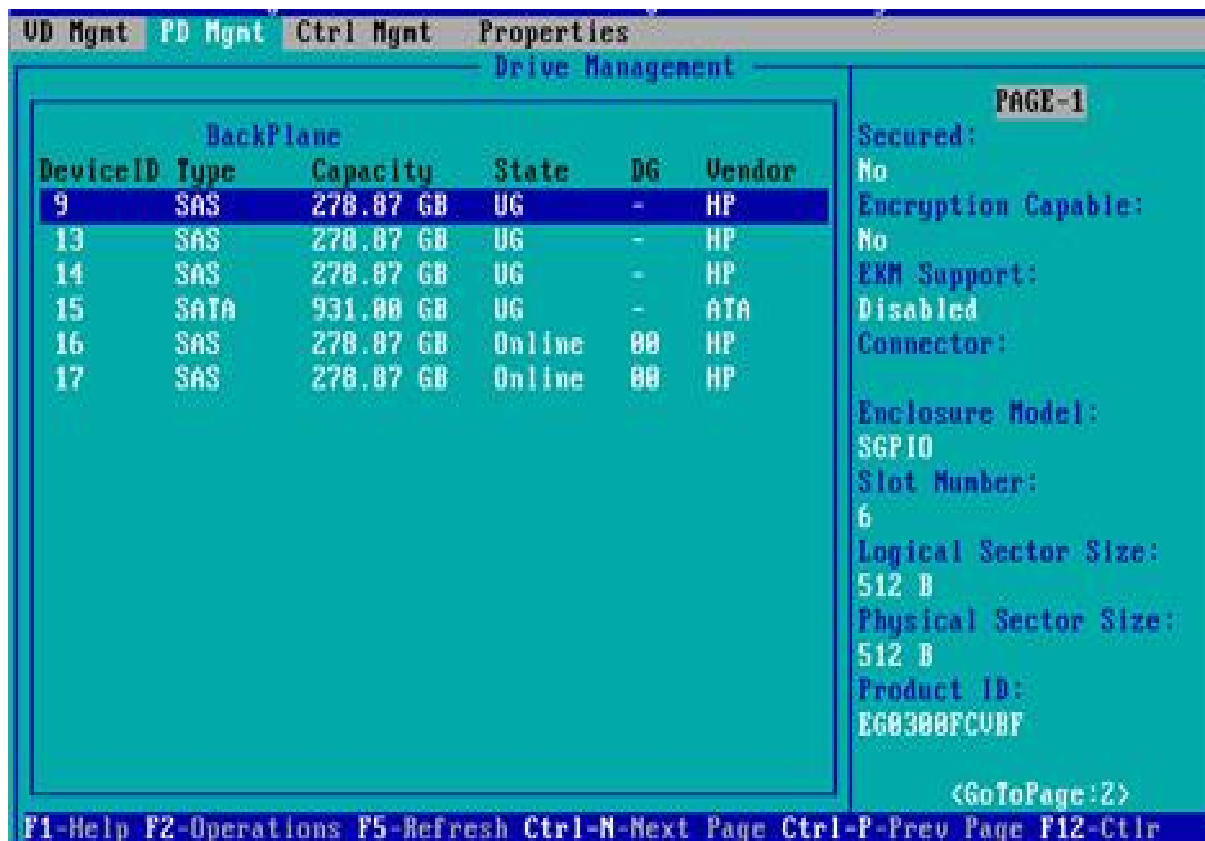 VD Mgmt PD Mgmt Ctrl Mgmt Properties
Drive Management
BackPlane
DeviceID Type Capacity State DG Vendor
9 SAS 278.87 GB UG - HP
13 SAS 278.87 GB UG - HP
14 SAS 278.87 GB UG - HP
15 SATA 931.00 GB UG - ATA
16 SAS 278.87 GB Online 00 HP
17 SAS 278.87 GB Online 00 HP
PAGE-1
Secured:
No
Encryption Capable:
No
EKM Support:
Disabled
Connector:
Enclosure Model:
SGPIO
Slot Number:
6
Logical Sector Size:
512 B
Physical Sector Size:
512 B
Product ID:
EG0300FCVBF
<GoToPage:2>
F1-Help F2-Operations F5-Refresh Ctrl-N-Next Page Ctrl-P-Prev Page F12-Ctlr